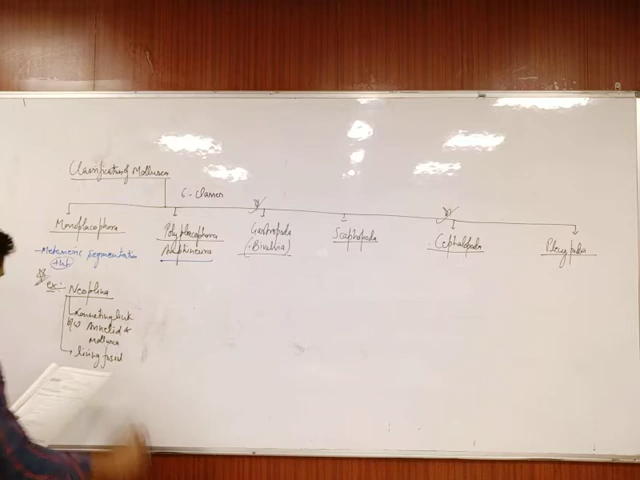 Classification of Mollusca
6 - Classes
Monoplacophora
Polyplacophora
Gastropoda
Scaphopoda
Cephalopoda
Pelecypoda
Amphineura
(Bivalvia)
- Metameric segmentation
ex:- Neoplina
Connecting link
b/w Annelid &
Mollusca
living fossil